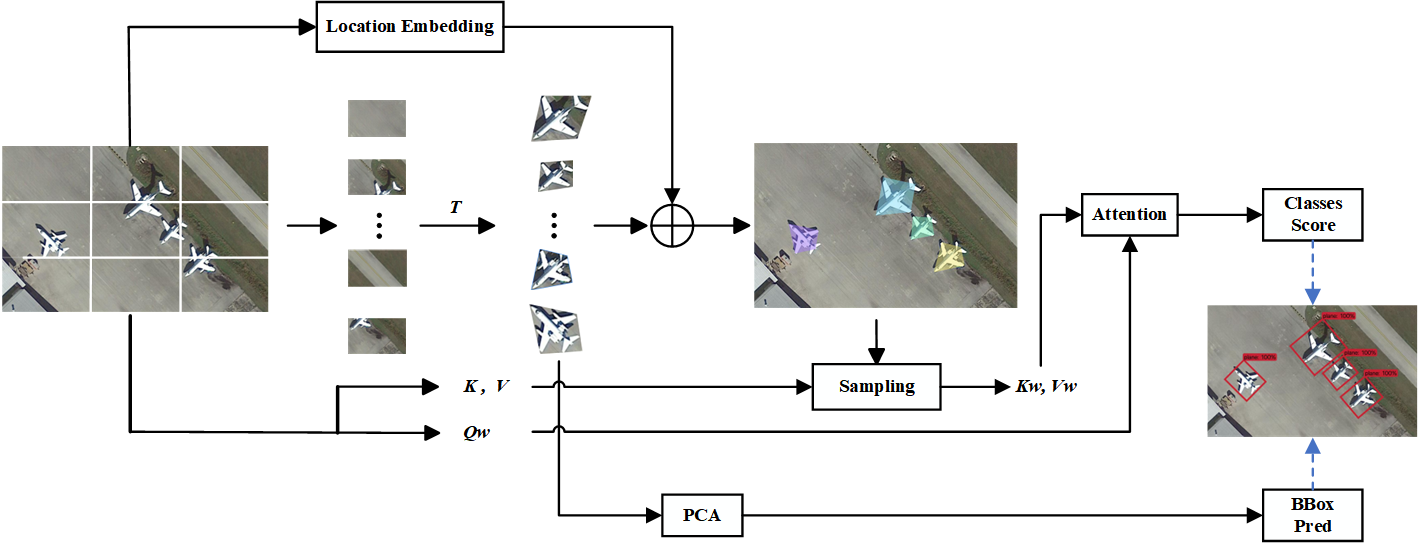 Location Embedding
T
Attention
Classes
Score
plane: 100%
plane: 100%
plane: 100%
plane: 100%
K , V
Sampling
Kw, Vw
Qw
PCA
BBox
Pred